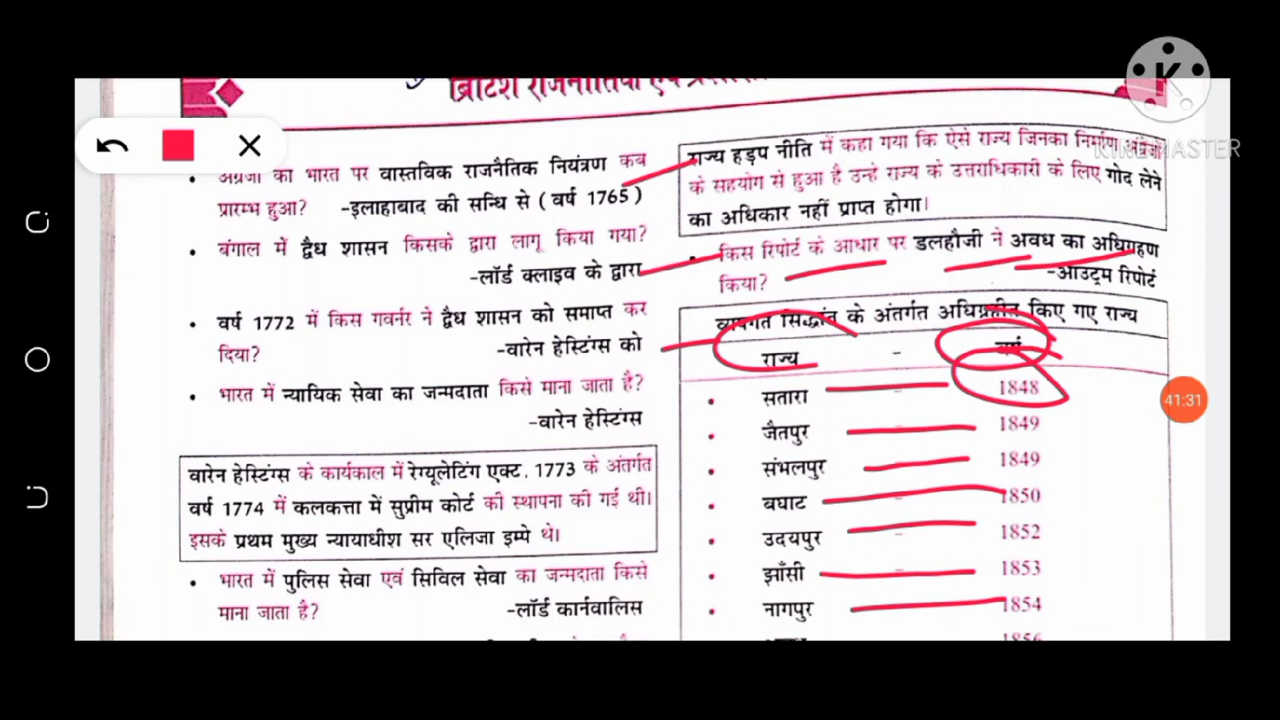 ब्रिटिश राजनीतियां एवं
अंग्रेजों का भारत पर वास्तविक राजनैतिक नियंत्रण कब
प्रारम्भ हुआ? -इलाहाबाद की सन्धि से ( वर्ष 1765 )
• बंगाल में द्वैध शासन किसके द्वारा लागू किया गया?
-लॉर्ड क्लाइव के द्वारा
• वर्ष 1772 में किस गवर्नर ने द्वैध शासन को समाप्त कर
दिया? -वारेन हेस्टिंग्स को
• भारत में न्यायिक सेवा का जन्मदाता किसे माना जाता है?
-वारेन हेस्टिंग्स
वारेन हेस्टिंग्स के कार्यकाल में रेग्यूलेटिंग एक्ट, 1773 के अंतर्गत
वर्ष 1774 में कलकत्ता में सुप्रीम कोर्ट की स्थापना की गई थी।
इसके प्रथम मुख्य न्यायाधीश सर एलिजा इम्पे थे।
• भारत में पुलिस सेवा एवं सिविल सेवा का जन्मदाता किसे
माना जाता है? -लॉर्ड कार्नवालिस
राज्य हड़प नीति में कहा गया कि ऐसे राज्य जिनका निर्माण अंग्रेजों
के सहयोग से हुआ है उन्हे राज्य के उत्तराधिकारी के लिए गोद लेने
का अधिकार नहीं प्राप्त होगा।
• किस रिपोर्ट के आधार पर डलहौजी ने अवध का अधिग्रहण
किया? -आउट्रम रिपोर्ट
व्यपगत सिद्धांत के अंतर्गत अधिग्रहीत किए गए राज्य
राज्य - वर्ष
• सतारा - 1848
• जैतपुर - 1849
• संभलपुर - 1849
• बघाट - 1850
• उदयपुर - 1852
• झाँसी - 1853
• नागपुर - 1854
1856
KINEMASTER
41:31